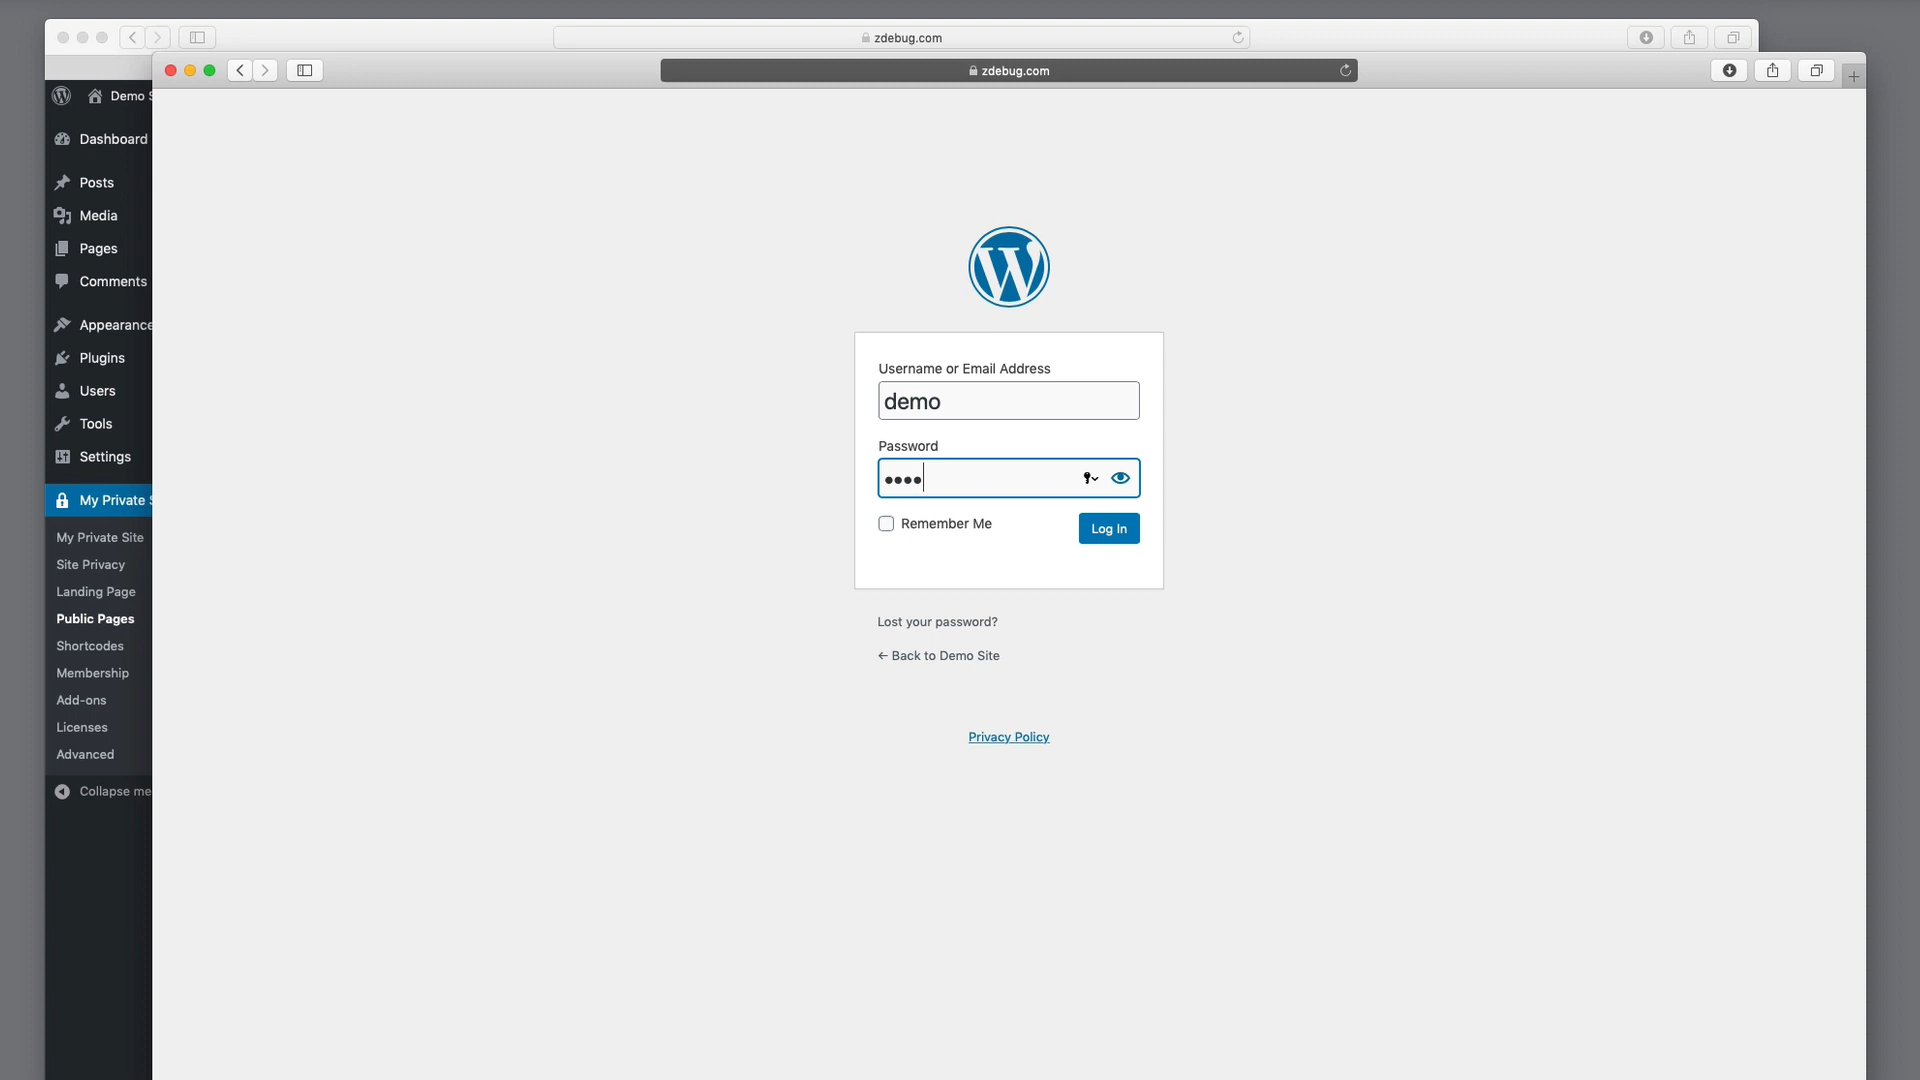 zdebug.com
zdebug.com
Demo S
Dashboard
Posts
Media
Pages
Comments
Appearance
Plugins
Users
Tools
Settings
My Private S
My Private Site
Site Privacy
Landing Page
Public Pages
Shortcodes
Membership
Add-ons
Licenses
Advanced
Collapse me
Username or Email Address
demo
Password
••••
Remember Me
Log In
Lost your password?
← Back to Demo Site
Privacy Policy